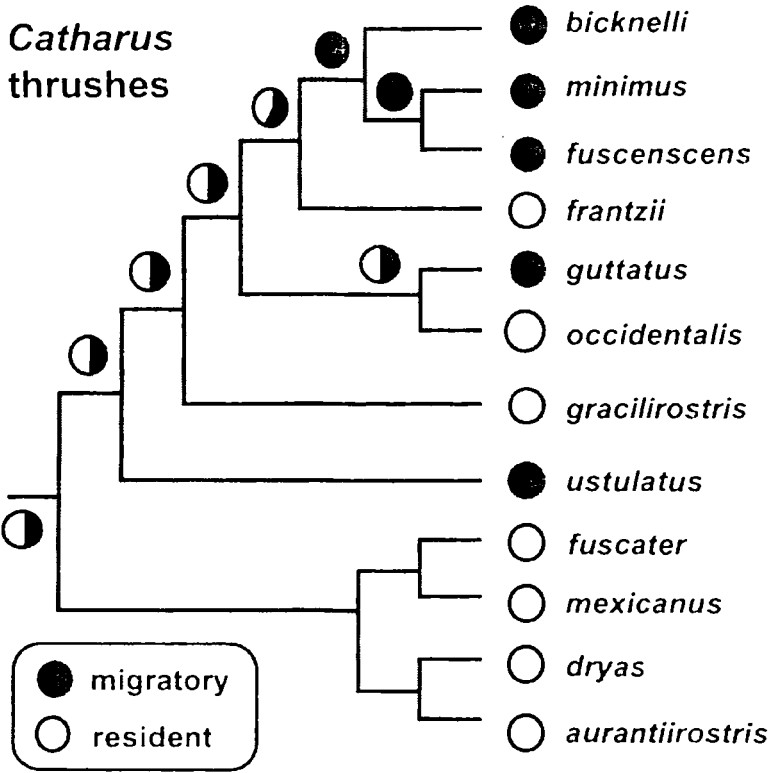 Catharus
thrushes
bicknelli
minimus
fuscenscens
frantzii
guttatus
occidentalis
gracilirostris
ustulatus
fuscater
mexicanus
dryas
aurantiirostris
migratory
resident